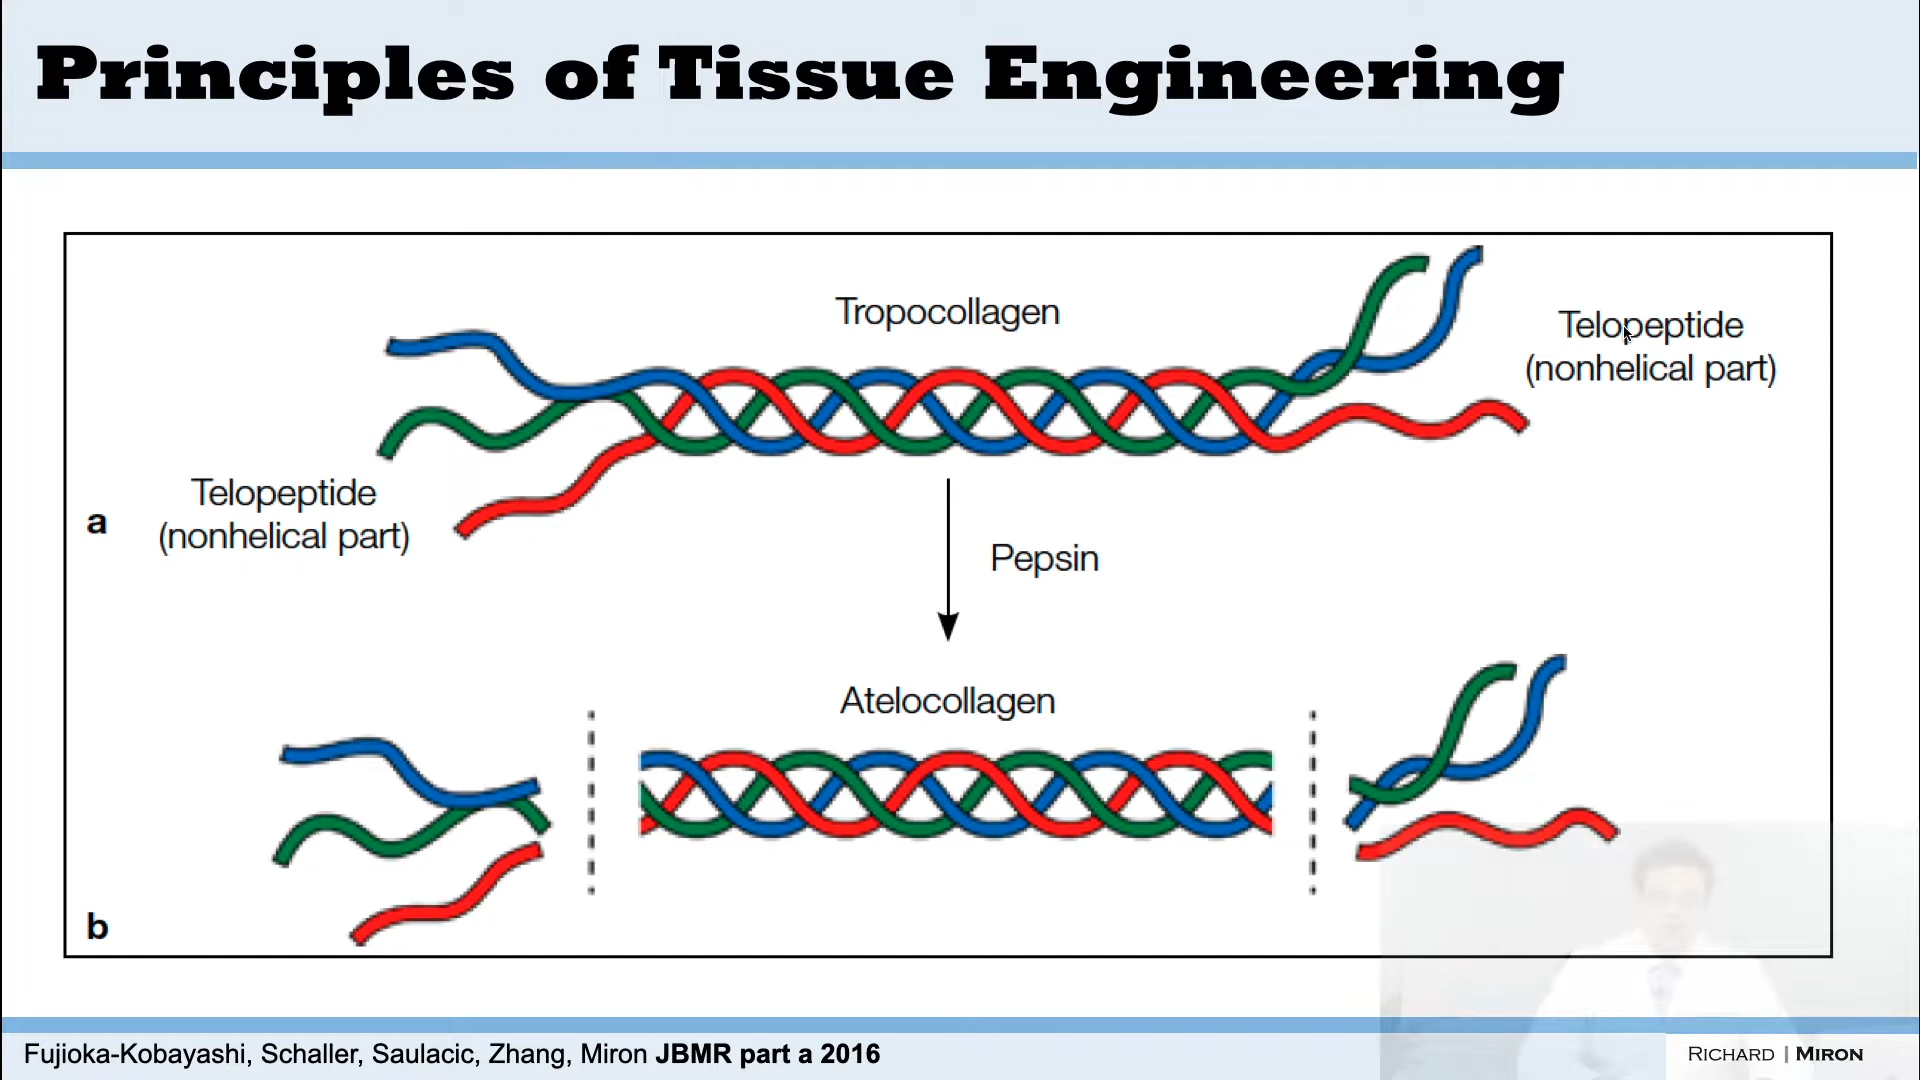 Principles of Tissue Engineering
Tropocollagen
Telopeptide
(nonhelical part)
Telopeptide
(nonhelical part)
a
Pepsin
Atelocollagen
b
Fujioka-Kobayashi, Schaller, Saulacic, Zhang, Miron JBMR part a 2016
RICHARD | MIRON